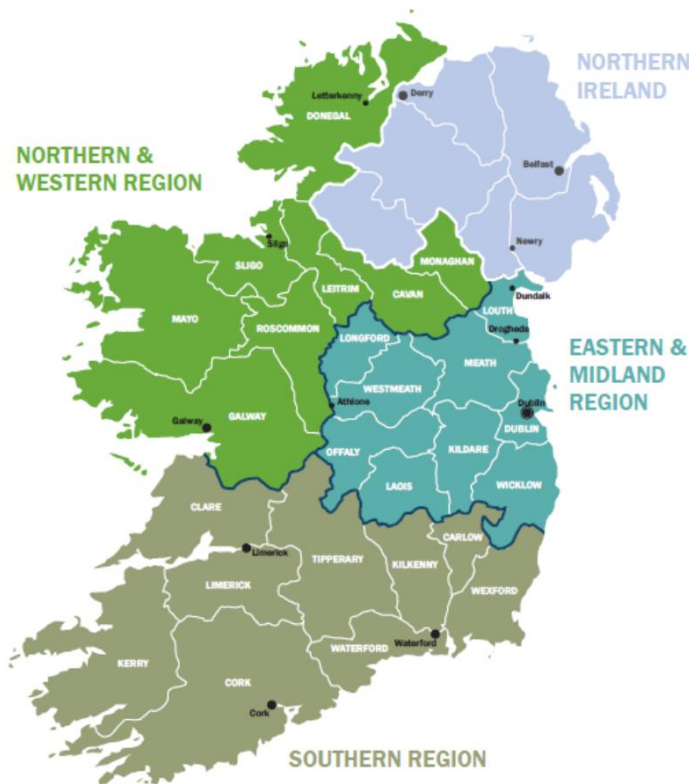 NORTHERN
IRELAND
Letterkenny
Derry
DONEGAL
NORTHERN &
WESTERN REGION
Belfast
Sligo
Newry
SLIGO
MONAGHAN
LEITRIM
CAVAN
Dundalk
LOUTH
MAYO
ROSCOMMON
Drogheda
LONGFORD
EASTERN &
MIDLAND
REGION
MEATH
WESTMEATH
Athlone
Dublin
GALWAY
Galway
DUBLIN
OFFALY
KILDARE
LAOIS
WICKLOW
CLARE
CARLOW
Limerick
TIPPERARY
KILKENNY
LIMERICK
WEXFORD
Waterford
WATERFORD
KERRY
CORK
Cork
SOUTHERN REGION